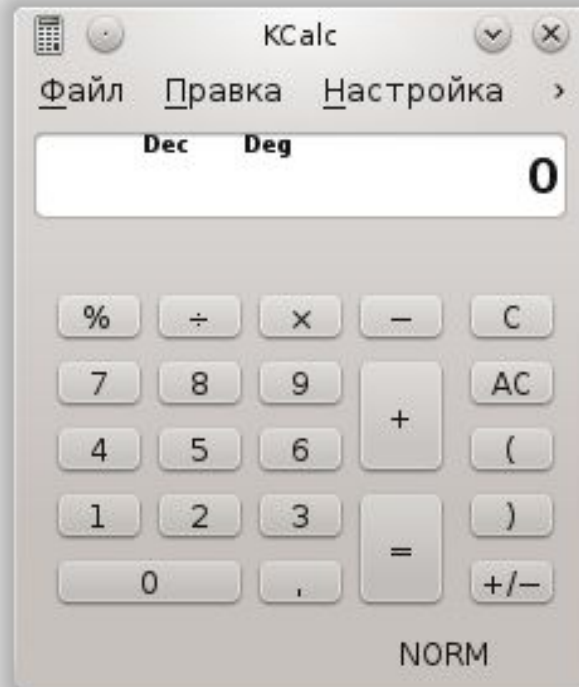 KCalc
Файл Правка Настройка ›
Dec Deg
0
% ÷ × − C
7 8 9 AC
+
4 5 6 (
1 2 3 )
=
0 , +/−
NORM